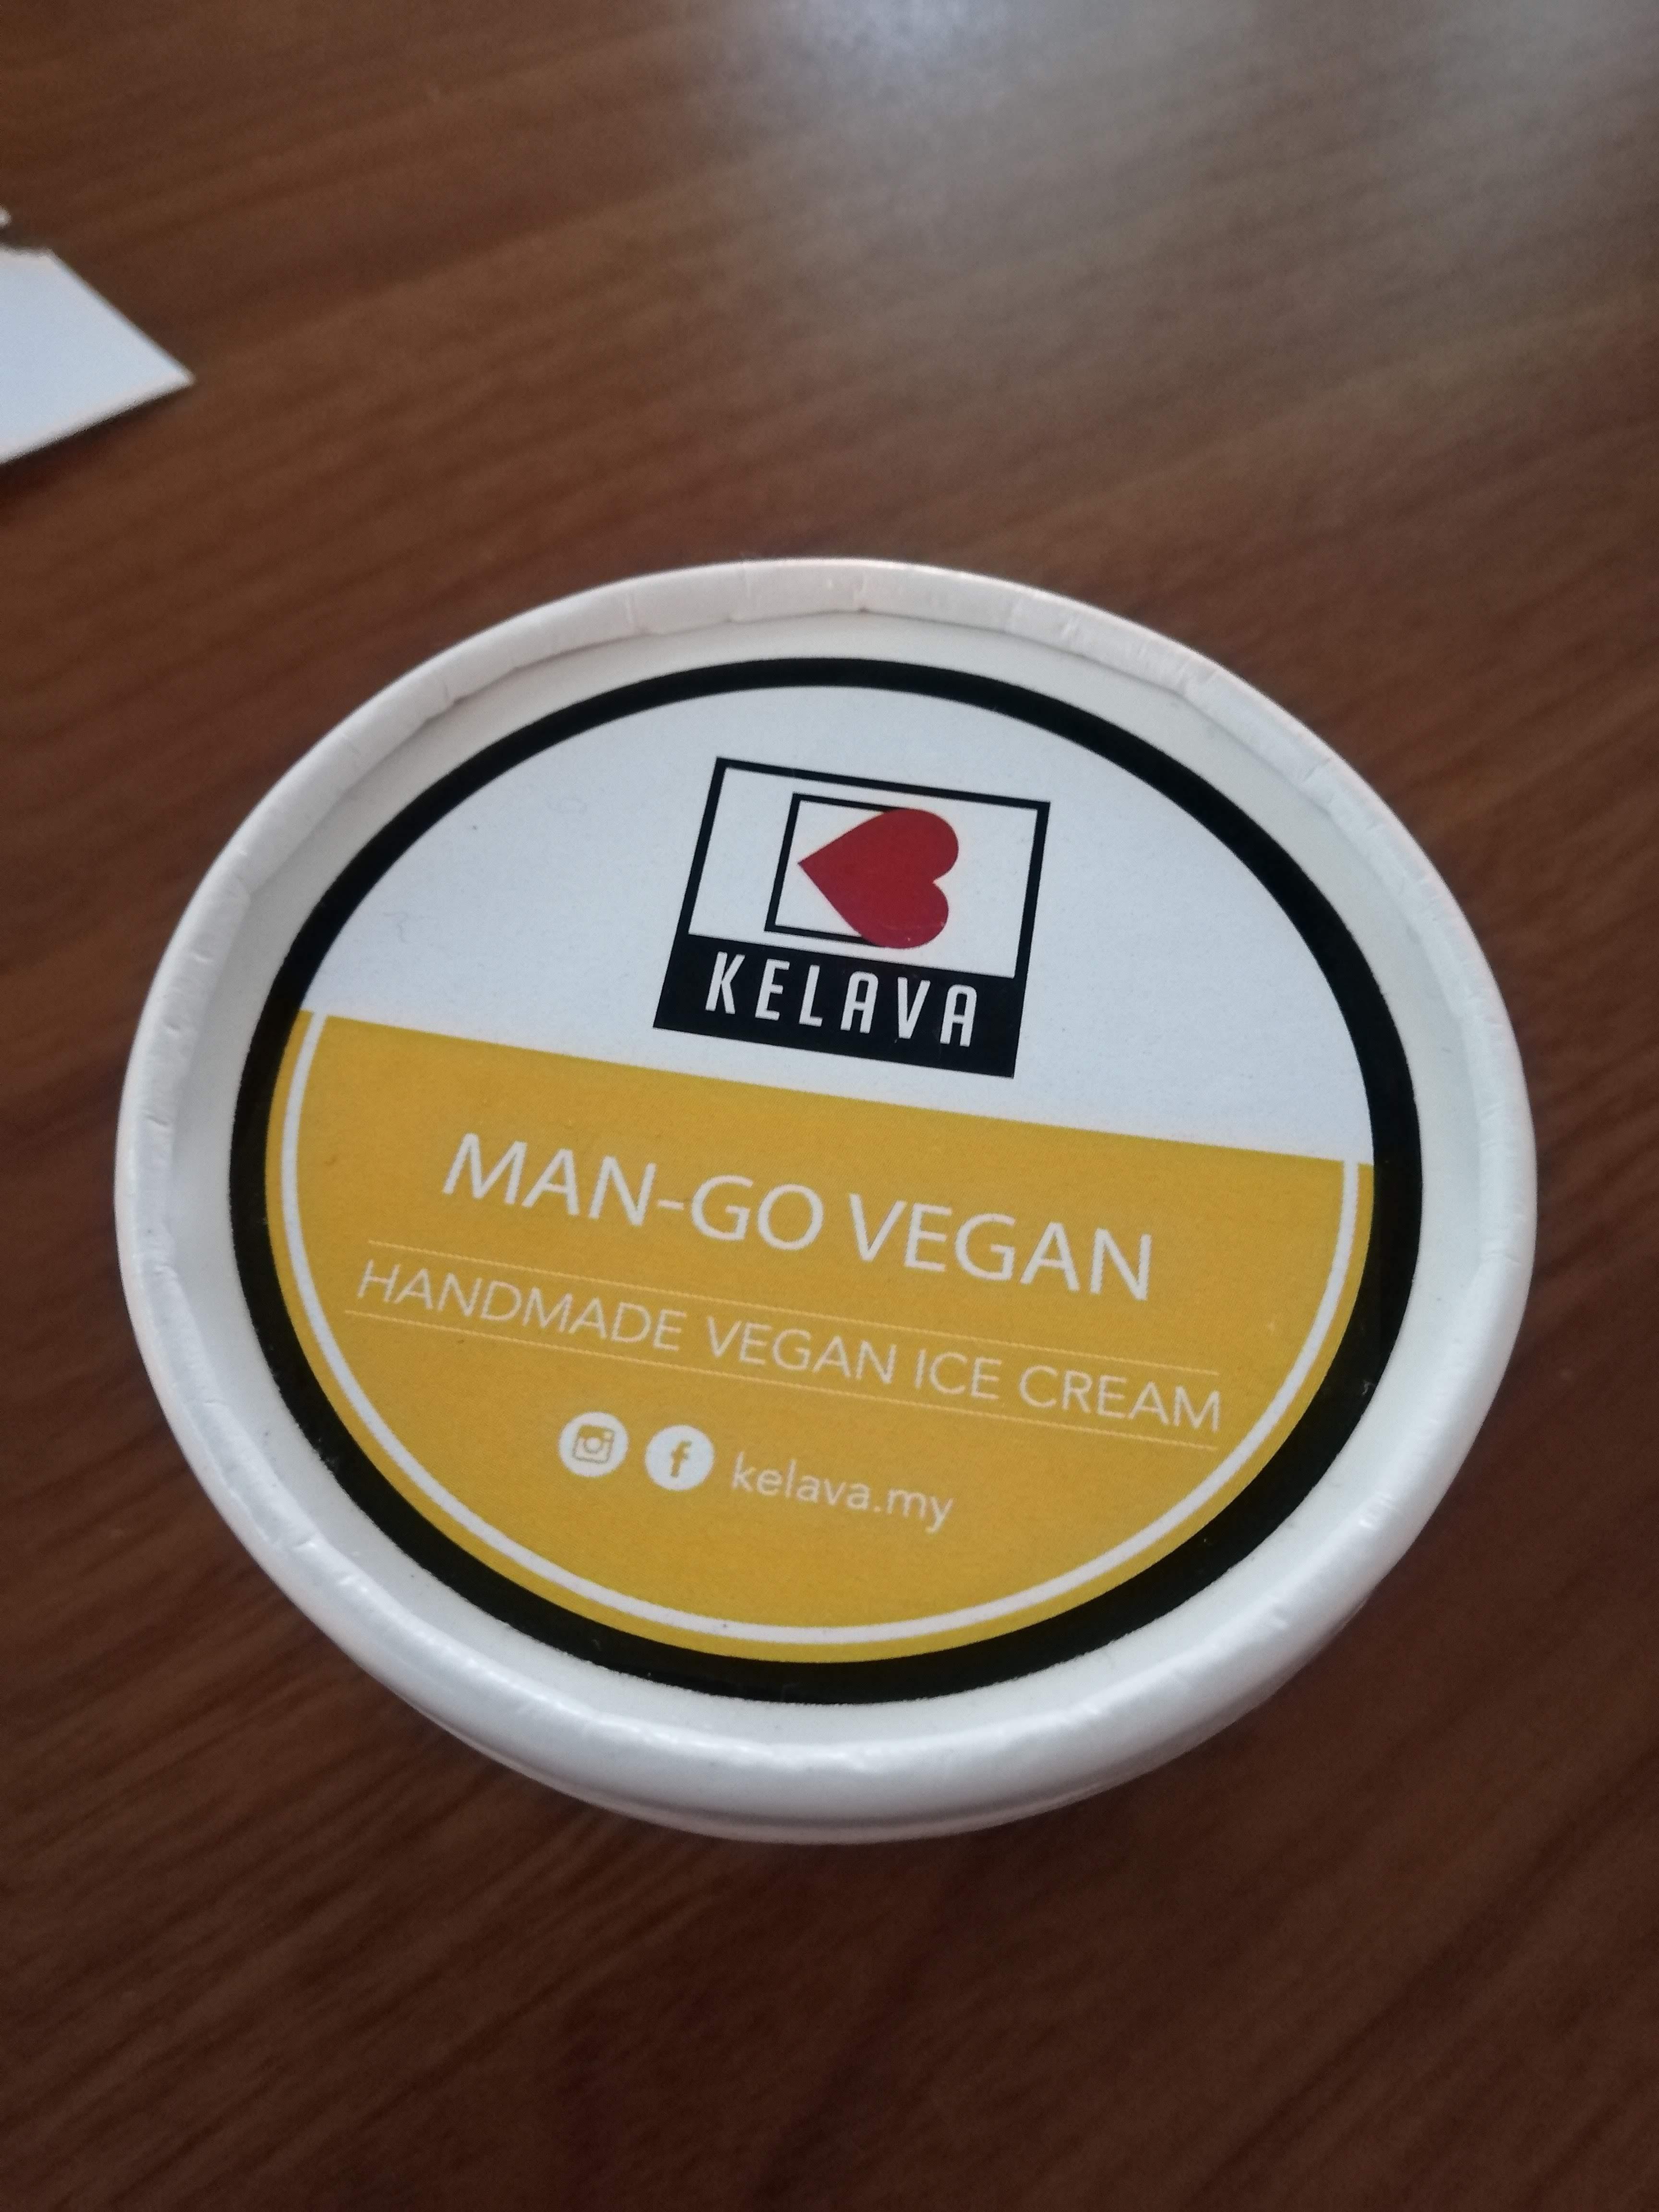 KELAVA
MAN-GO VEGAN
HANDMADE VEGAN ICE CREAM
kelava.my